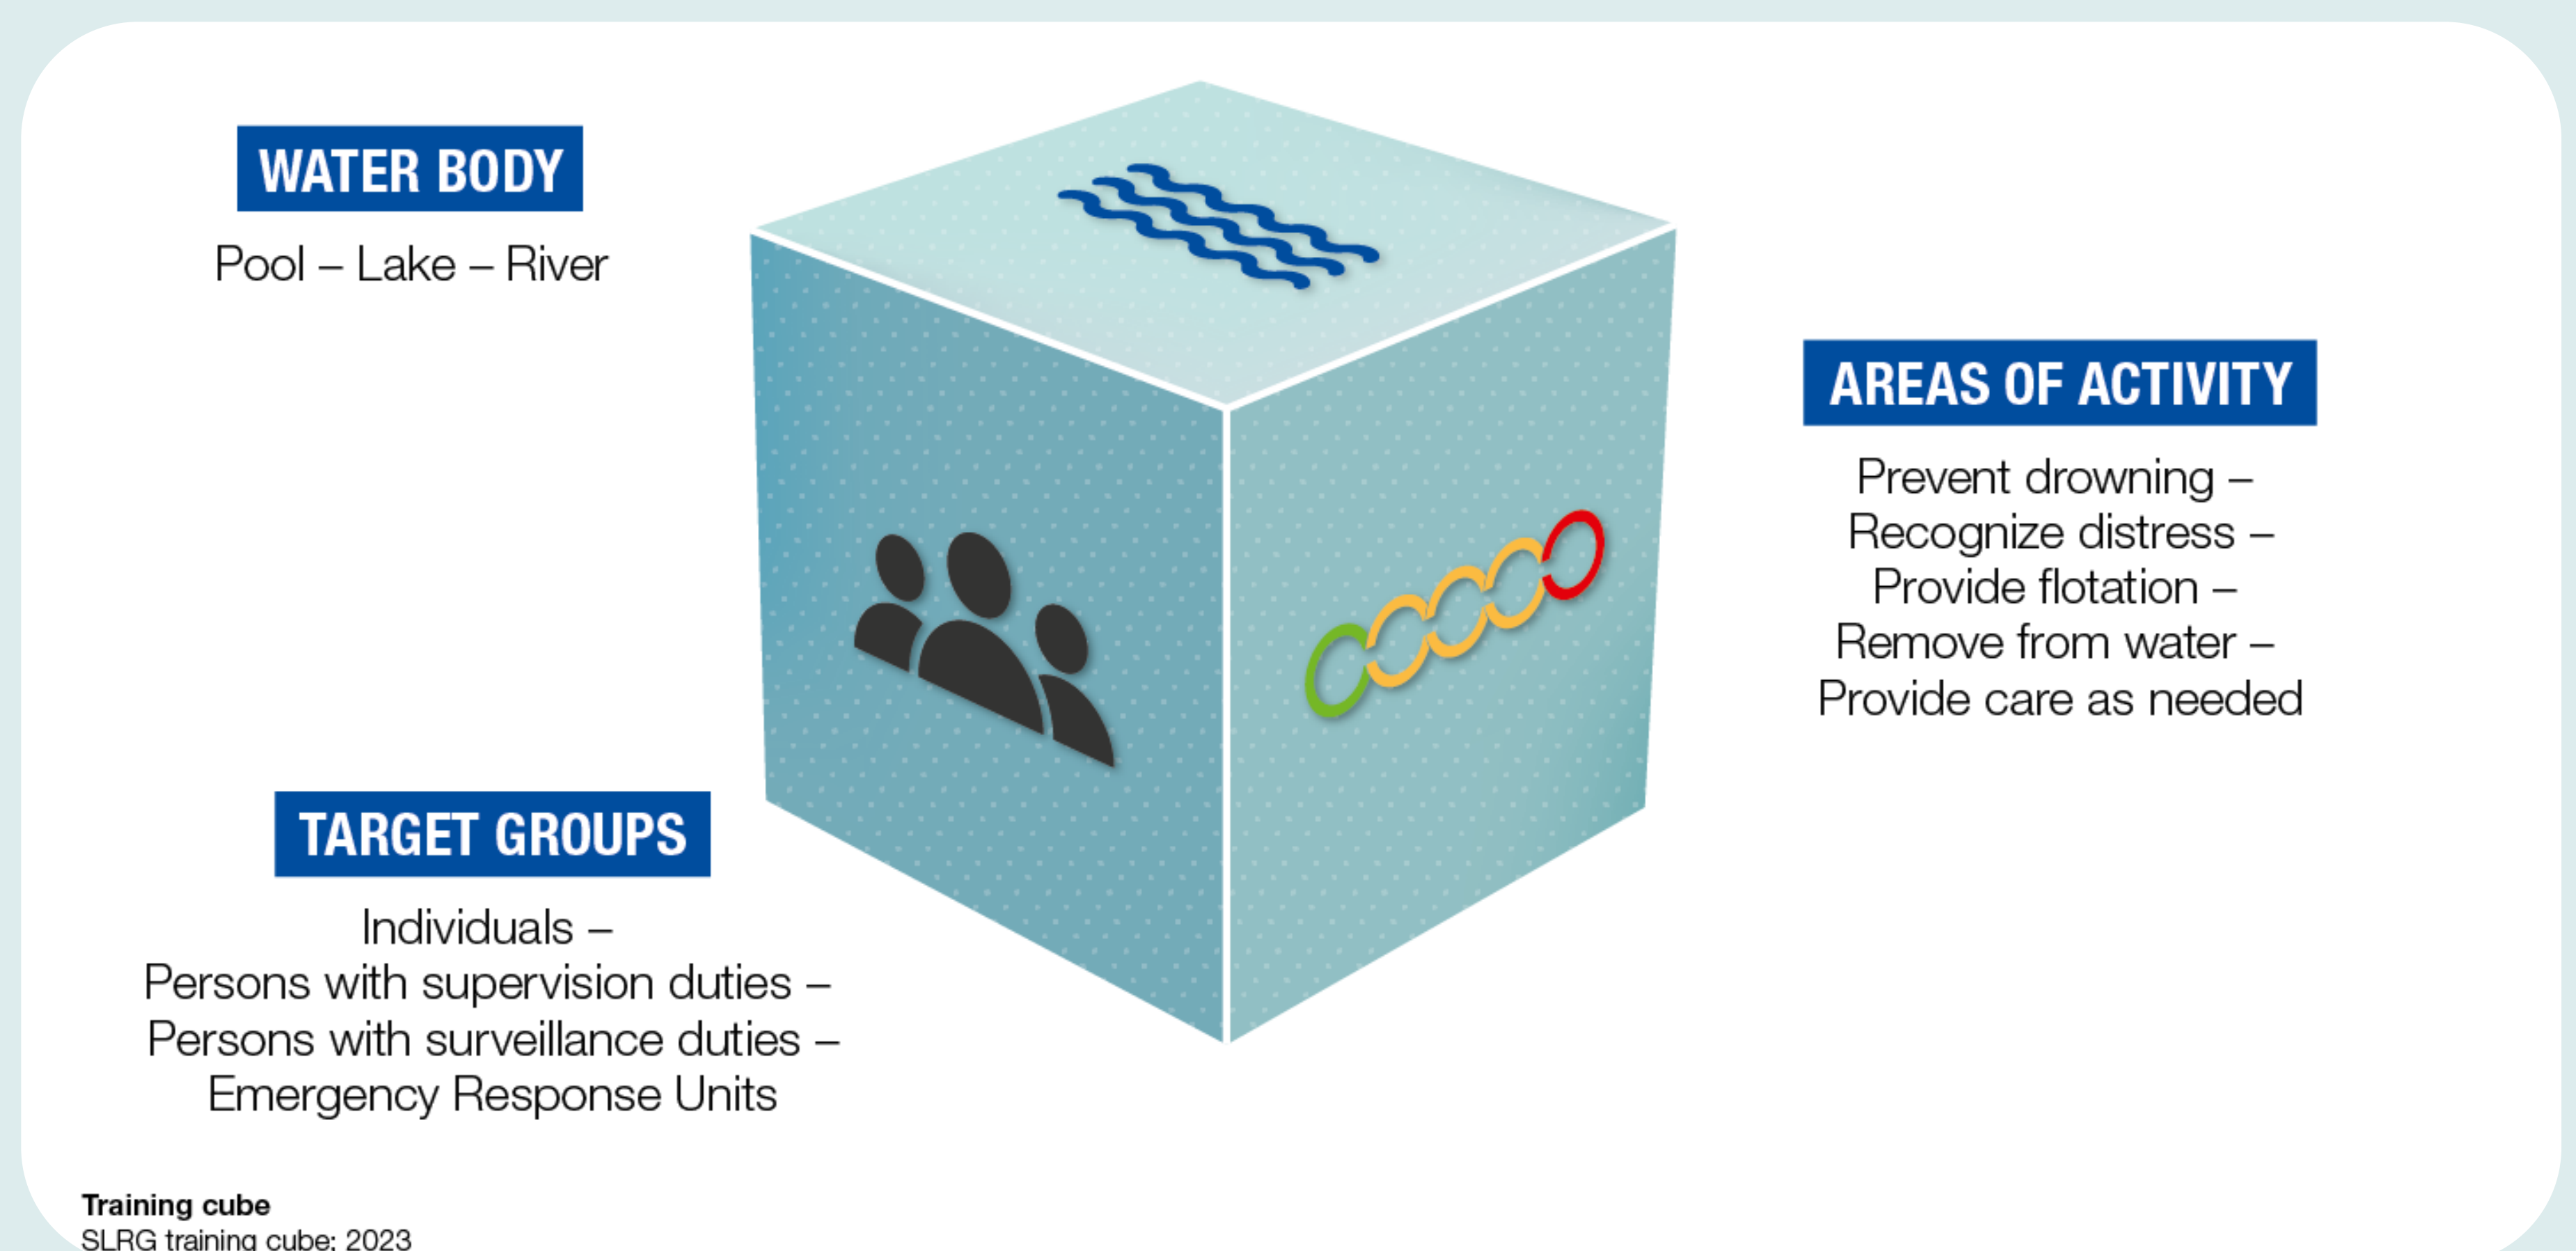 WATER BODY
Pool – Lake – River
AREAS OF ACTIVITY
Prevent drowning –
Recognize distress –
Provide flotation –
Remove from water –
Provide care as needed
TARGET GROUPS
Individuals –
Persons with supervision duties –
Persons with surveillance duties –
Emergency Response Units
Training cube
SLRG training cube; 2023